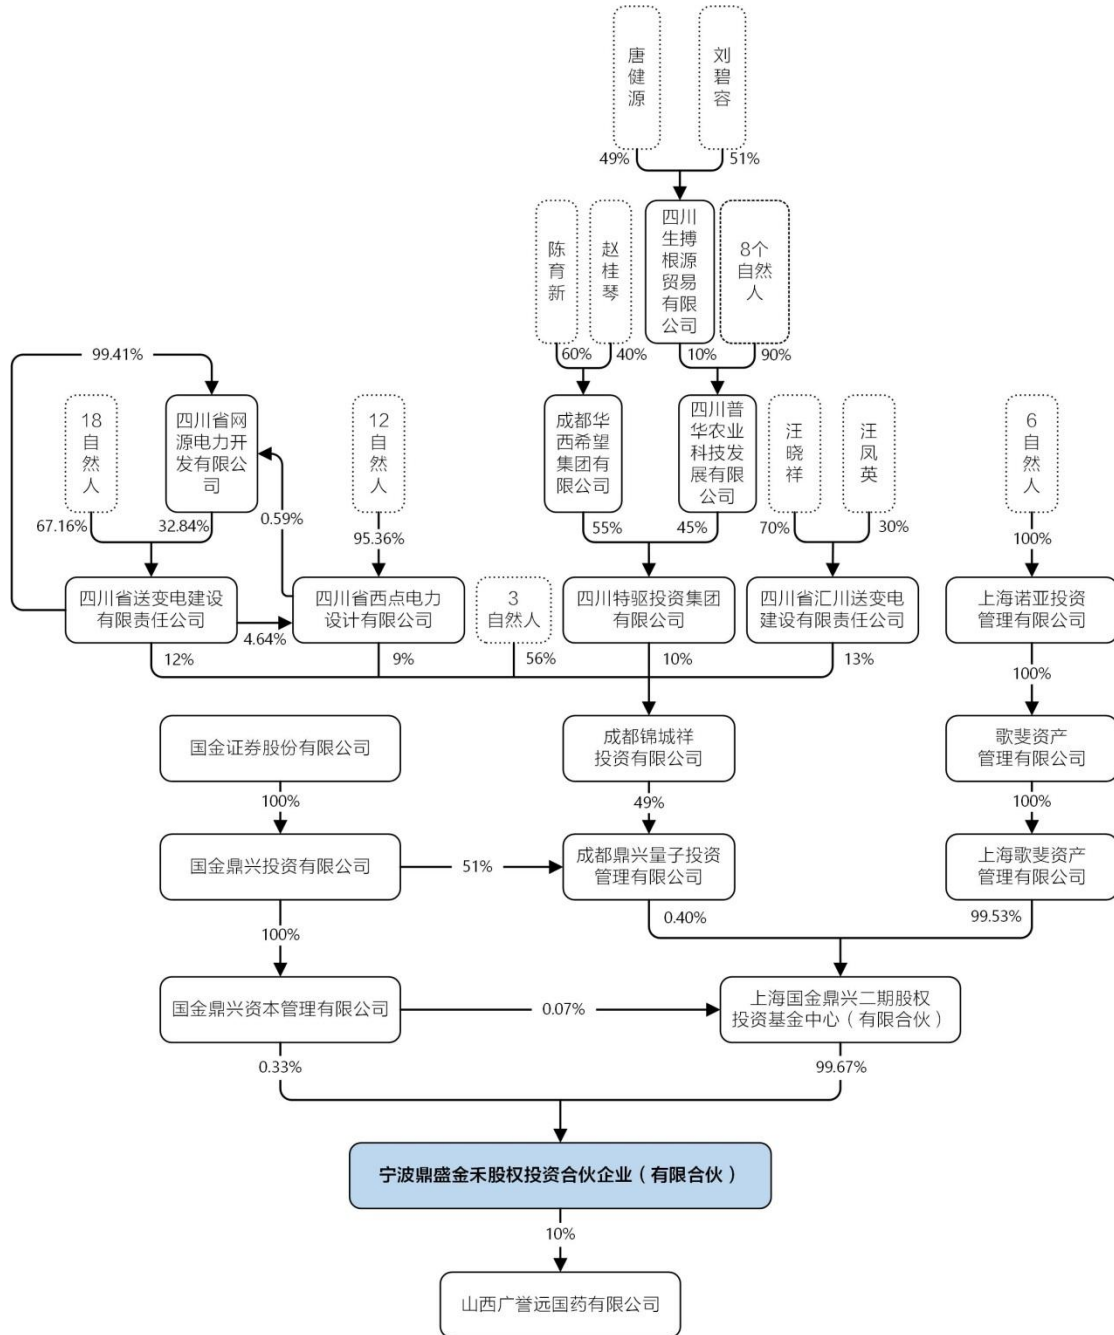 唐
健
源
刘
碧
容
49%
51%
陈
育
新
赵
桂
琴
四川
生搏
根源
贸易
有限
公司
8个
自然
人
60%
40%
10%
90%
99.41%
18
自然
人
四川省网
源电力开
发有限公
司
12
自然
人
成都华
西希望
集团有
限公司
四川普
华农业
科技发
展有限
公司
汪
晓
祥
汪
凤
英
6
自然
人
67.16%
32.84%
0.59%
95.36%
55%
45%
70%
30%
100%
四川省送变电建设
有限责任公司
4.64%
四川省西点电力
设计有限公司
3
自然人
四川特驱投资集团
有限公司
四川省汇川送变电
建设有限责任公司
上海诺亚投资
管理有限公司
12%
9%
56%
10%
13%
100%
国金证券股份有限公司
成都锦城祥
投资有限公司
歌斐资产
管理有限公司
100%
49%
100%
国金鼎兴投资有限公司
51%
成都鼎兴量子投资
管理有限公司
上海歌斐资产
管理有限公司
100%
0.40%
99.53%
国金鼎兴资本管理有限公司
0.07%
上海国金鼎兴二期股权
投资基金中心（有限合伙）
0.33%
99.67%
宁波鼎盛金禾股权投资合伙企业（有限合伙）
10%
山西广誉远国药有限公司